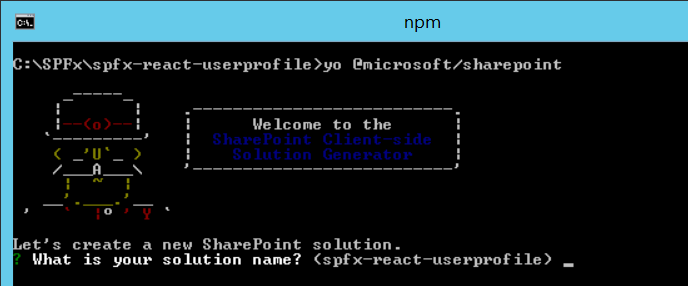 npm
C:\SPFx\spfx-react-userprofile>yo @microsoft/sharepoint
Welcome to the
SharePoint Client-side
Solution Generator
Let's create a new SharePoint solution.
? What is your solution name? (spfx-react-userprofile) _